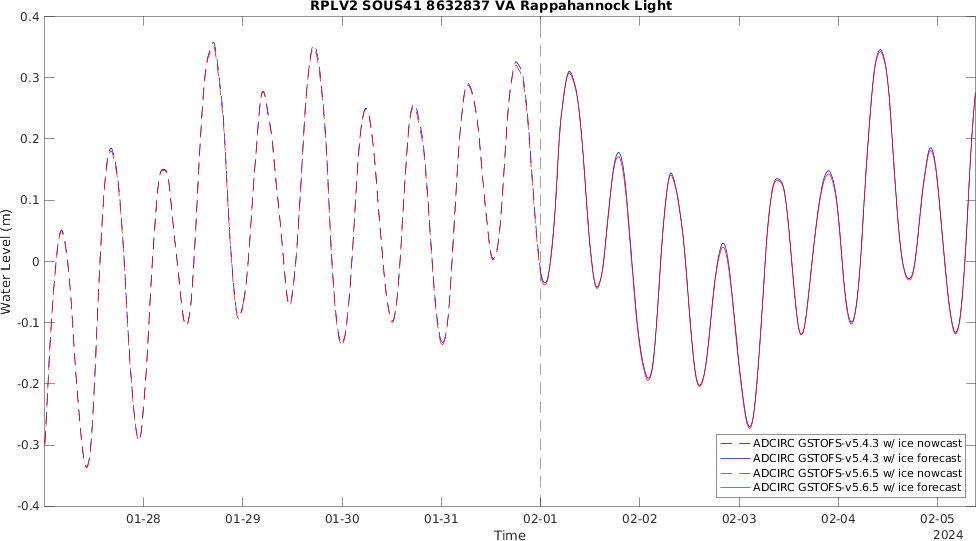 RPLV2 SOUS41 8632837 VA Rappahannock Light
0.4
0.3
0.2
0.1
0
-0.1
-0.2
-0.3
-0.4
Water Level (m)
01-28 01-29 01-30 01-31 02-01 02-02 02-03 02-04 02-05
Time
2024
ADCIRC GSTOFS-v5.4.3 w/ ice nowcast
ADCIRC GSTOFS-v5.4.3 w/ ice forecast
ADCIRC GSTOFS-v5.6.5 w/ ice nowcast
ADCIRC GSTOFS-v5.6.5 w/ ice forecast